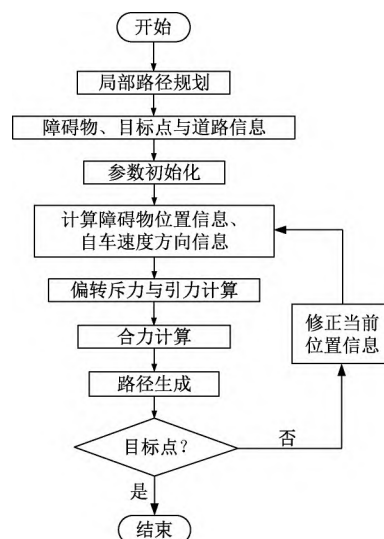 开始
局部路径规划
障碍物、目标点与道路信息
参数初始化
计算障碍物位置信息、
自车速度方向信息
偏转斥力与引力计算
合力计算
修正当前
位置信息
路径生成
目标点?
否
是
结束